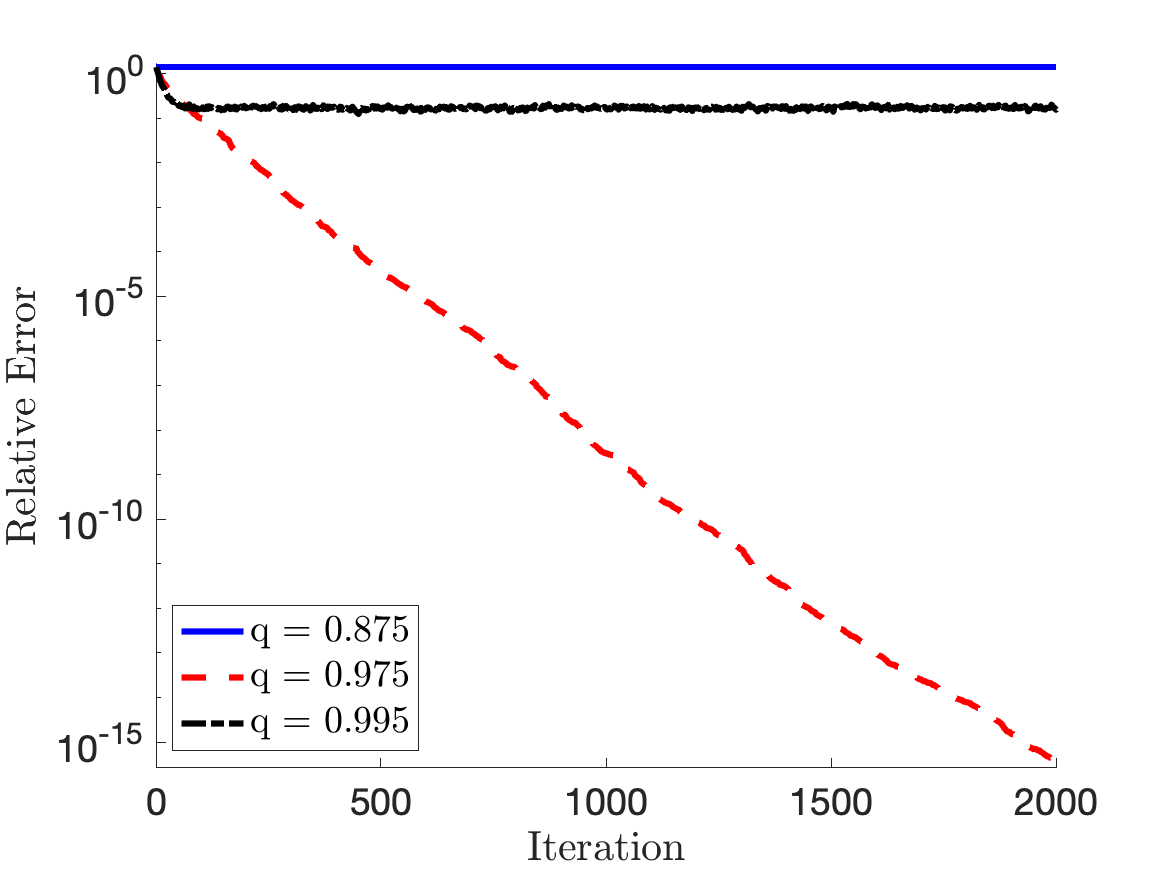 10^0
10^-5
10^-10
10^-15
Relative Error
q = 0.875
q = 0.975
q = 0.995
0 500 1000 1500 2000
Iteration